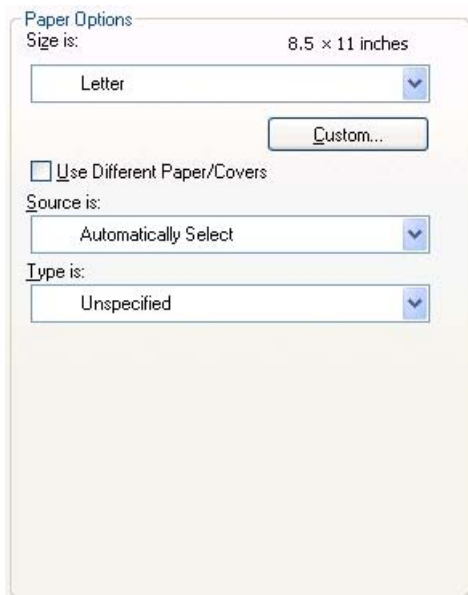 Paper Options
Size is: 8.5 × 11 inches
Letter
Custom...
Use Different Paper/Covers
Source is:
Automatically Select
Type is:
Unspecified